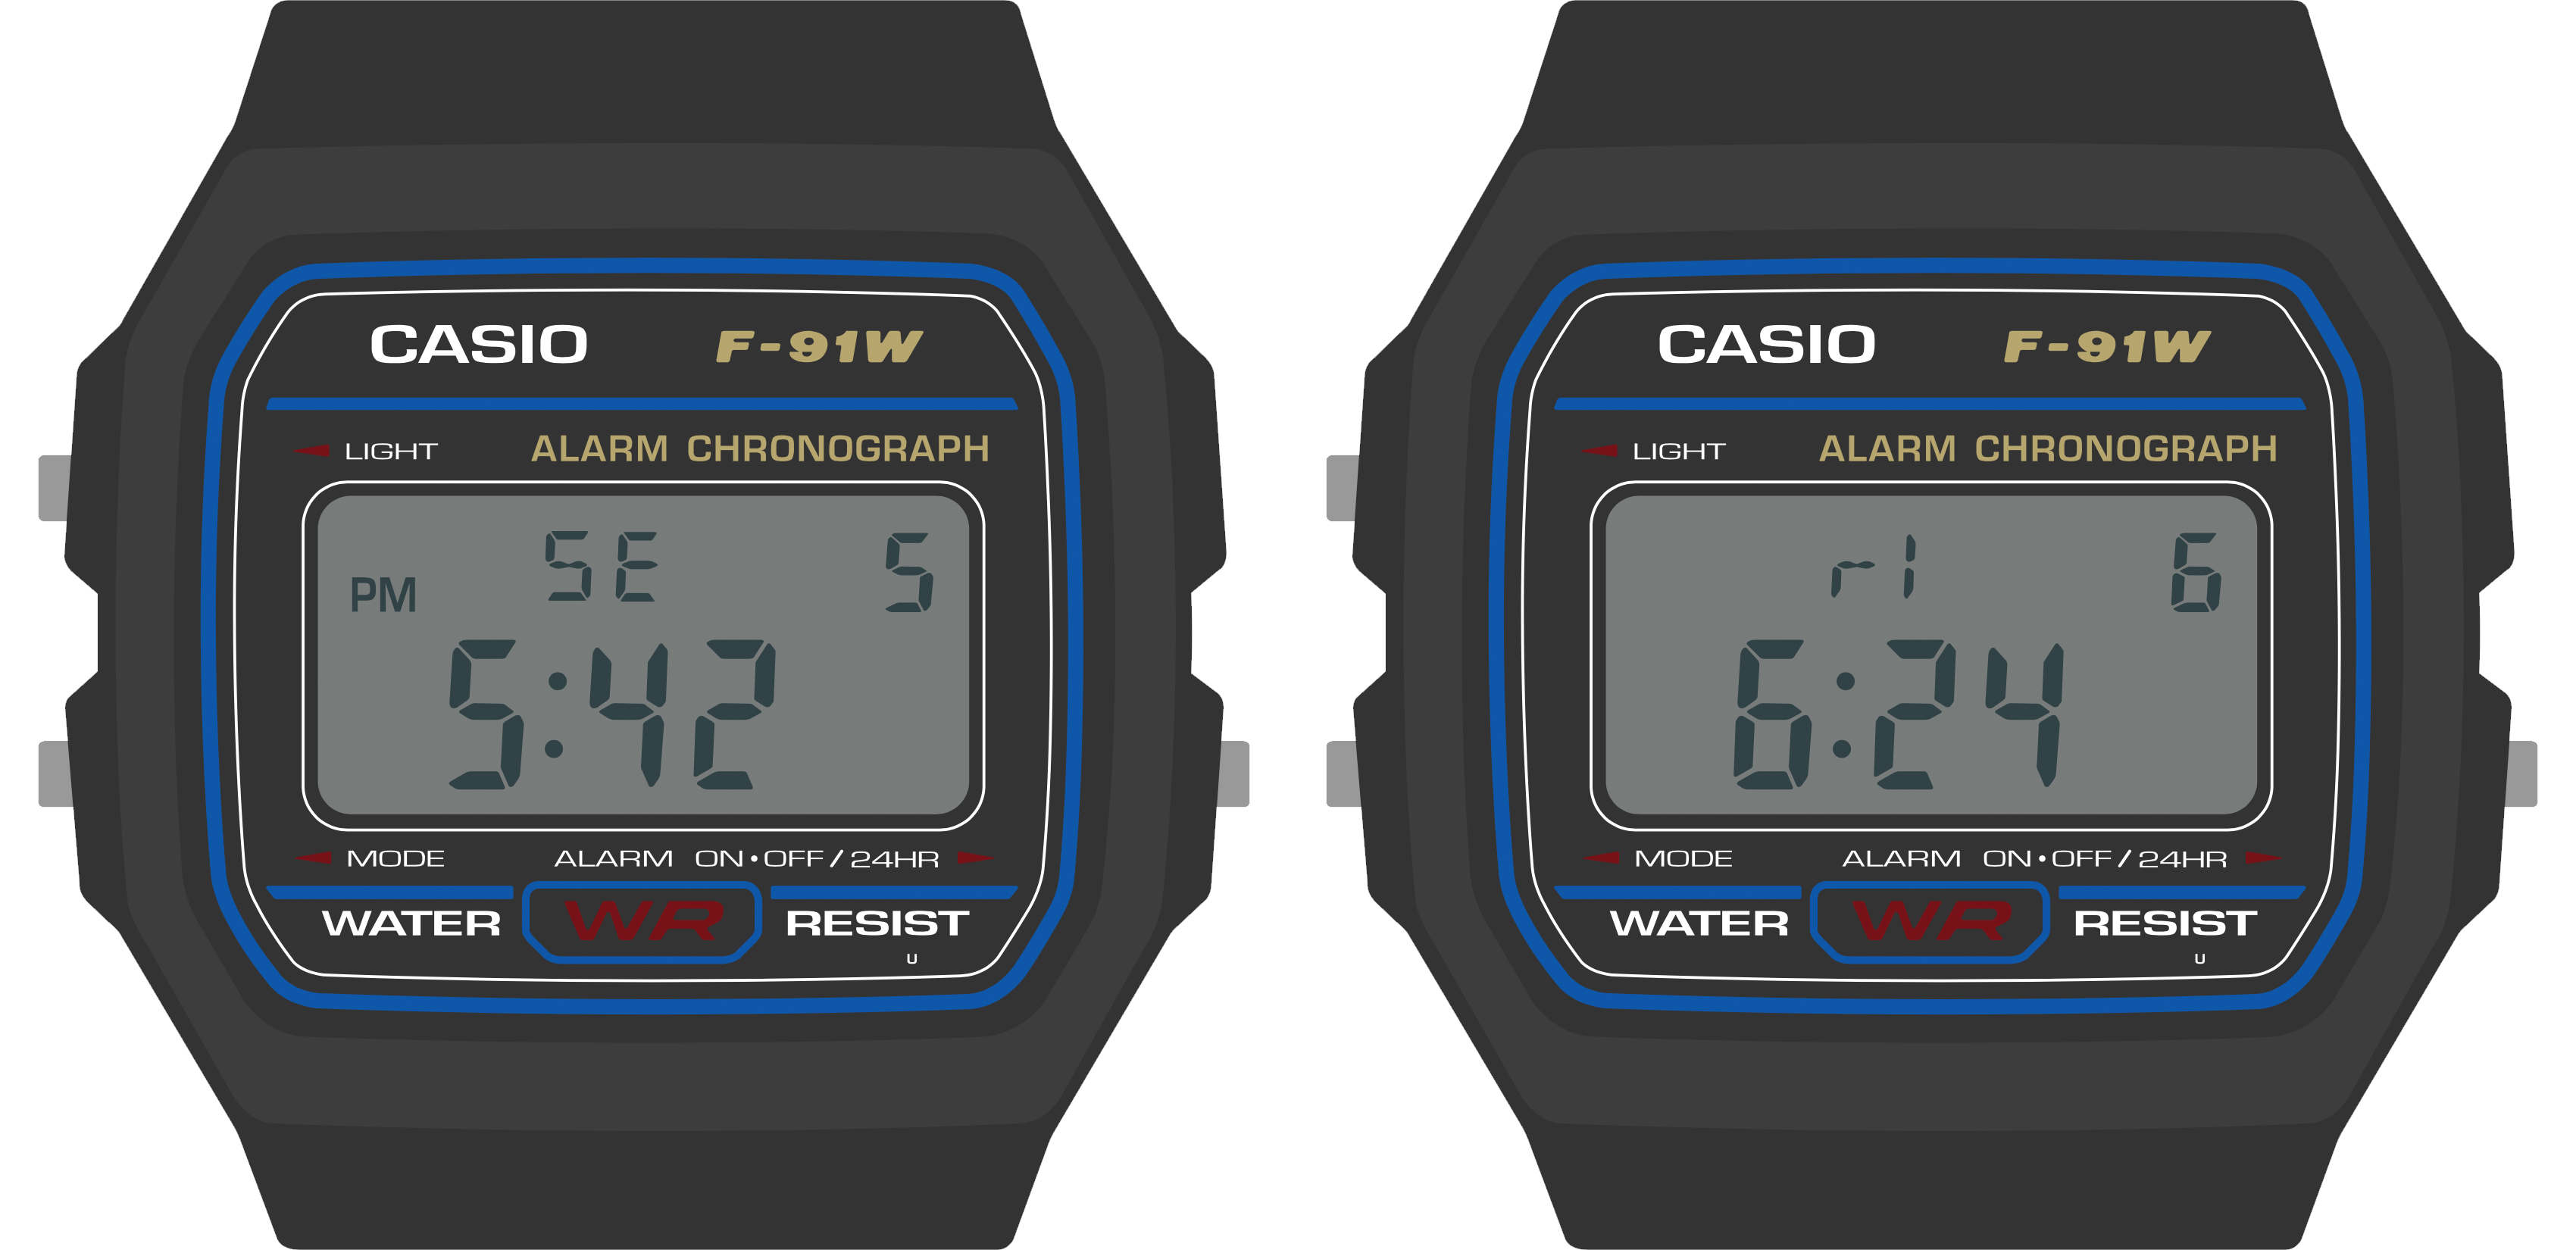 CASIO F-91W
LIGHT ALARM CHRONOGRAPH
SE 5
PM
5:42
MODE ALARM ON•OFF/24HR
WATER WR RESIST
U
CASIO F-91W
LIGHT ALARM CHRONOGRAPH
r1 6
6:24
MODE ALARM ON•OFF/24HR
WATER WR RESIST
U